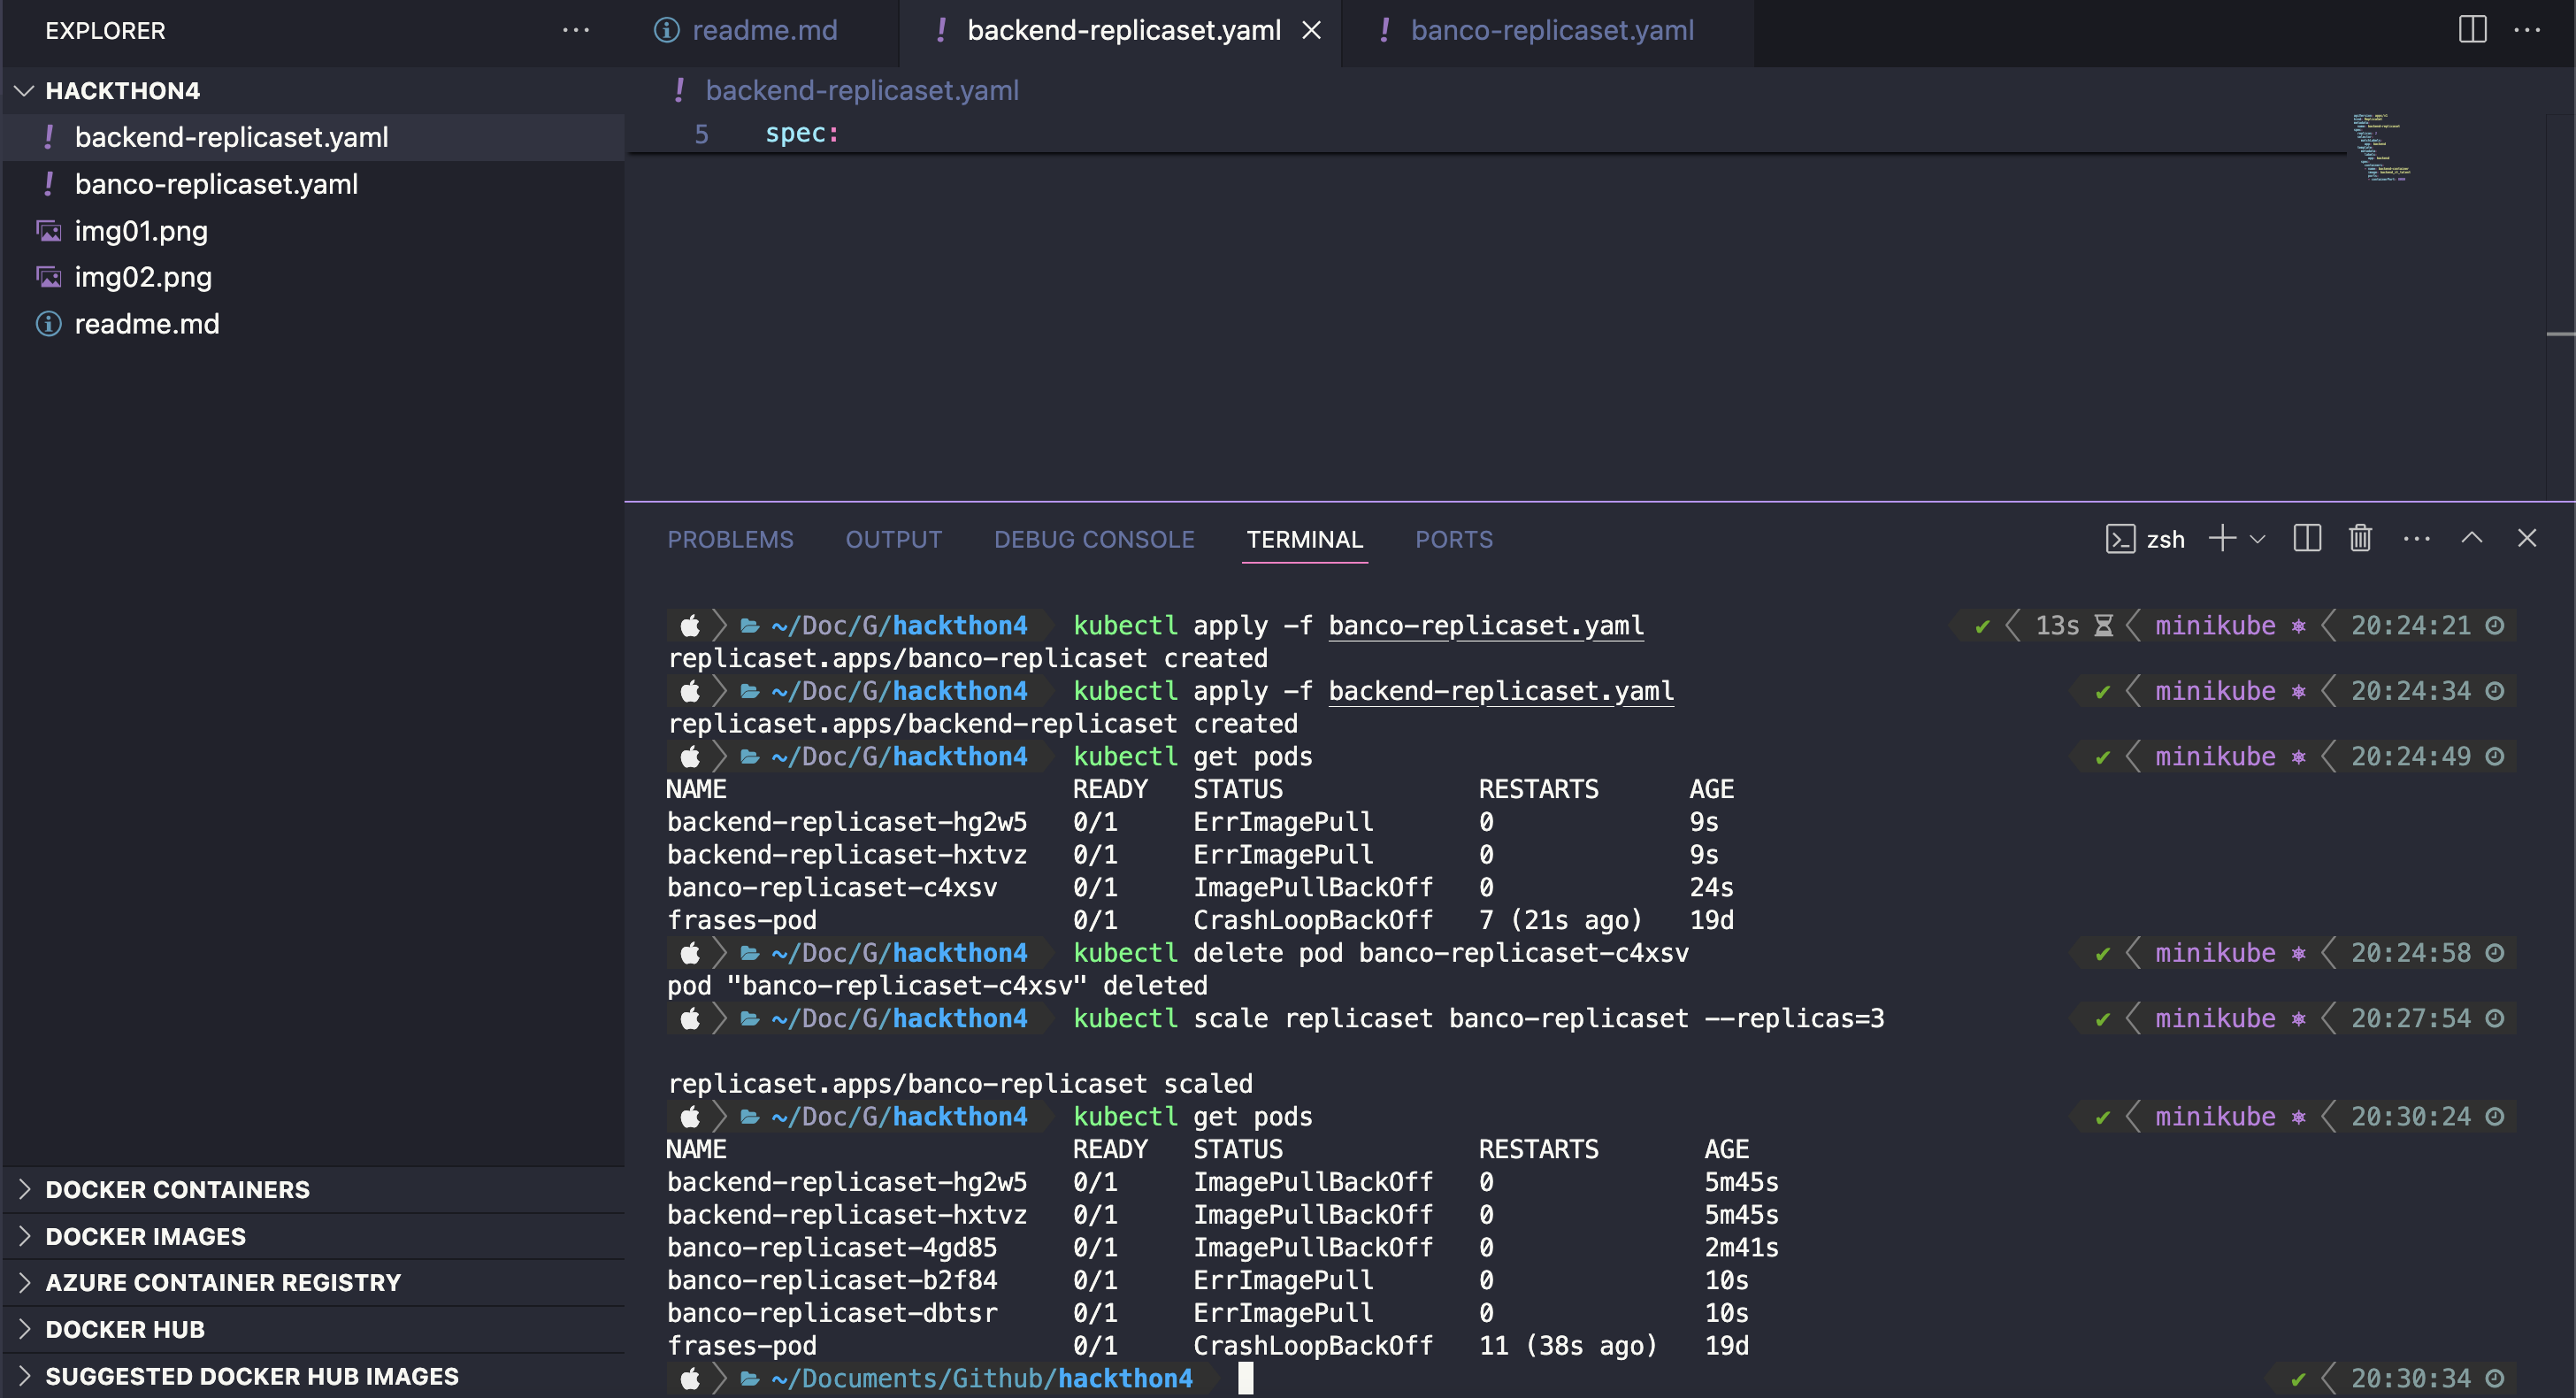 EXPLORER
readme.md
backend-replicaset.yaml
banco-replicaset.yaml
HACKTHON4
backend-replicaset.yaml
banco-replicaset.yaml
img01.png
img02.png
readme.md
backend-replicaset.yaml
5 spec:
PROBLEMS OUTPUT DEBUG CONSOLE TERMINAL PORTS
zsh
~/Doc/G/hackthon4 kubectl apply -f banco-replicaset.yaml 13s minikube 20:24:21
replicaset.apps/banco-replicaset created
~/Doc/G/hackthon4 kubectl apply -f backend-replicaset.yaml minikube 20:24:34
replicaset.apps/backend-replicaset created
~/Doc/G/hackthon4 kubectl get pods minikube 20:24:49
NAME READY STATUS RESTARTS AGE
backend-replicaset-hg2w5 0/1 ErrImagePull 0 9s
backend-replicaset-hxtvz 0/1 ErrImagePull 0 9s
banco-replicaset-c4xsv 0/1 ImagePullBackOff 0 24s
frases-pod 0/1 CrashLoopBackOff 7 (21s ago) 19d
~/Doc/G/hackthon4 kubectl delete pod banco-replicaset-c4xsv minikube 20:24:58
pod "banco-replicaset-c4xsv" deleted
~/Doc/G/hackthon4 kubectl scale replicaset banco-replicaset --replicas=3 minikube 20:27:54
replicaset.apps/banco-replicaset scaled
~/Doc/G/hackthon4 kubectl get pods minikube 20:30:24
NAME READY STATUS RESTARTS AGE
backend-replicaset-hg2w5 0/1 ImagePullBackOff 0 5m45s
backend-replicaset-hxtvz 0/1 ImagePullBackOff 0 5m45s
banco-replicaset-4gd85 0/1 ImagePullBackOff 0 2m41s
banco-replicaset-b2f84 0/1 ErrImagePull 0 10s
banco-replicaset-dbtsr 0/1 ErrImagePull 0 10s
frases-pod 0/1 CrashLoopBackOff 11 (38s ago) 19d
~/Documents/Github/hackthon4 20:30:34
DOCKER CONTAINERS
DOCKER IMAGES
AZURE CONTAINER REGISTRY
DOCKER HUB
SUGGESTED DOCKER HUB IMAGES